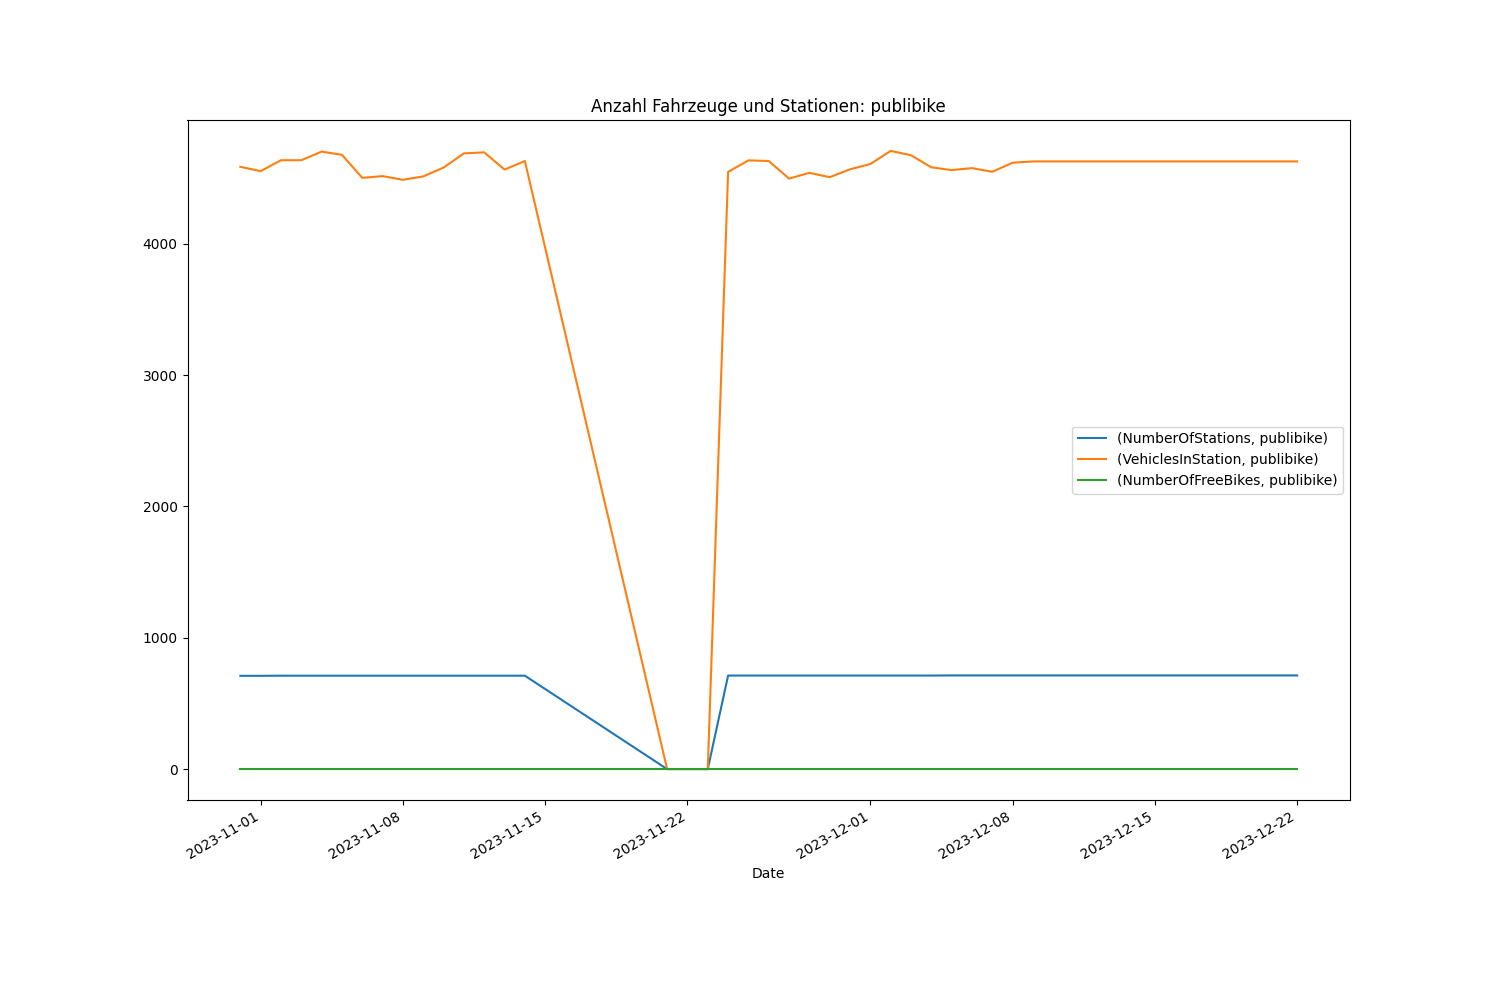 Anzahl Fahrzeuge und Stationen: publibike
4000
3000
2000
1000
0
(NumberOfStations, publibike)
(VehiclesInStation, publibike)
(NumberOfFreeBikes, publibike)
2023-11-01
2023-11-08
2023-11-15
2023-11-22
2023-12-01
2023-12-08
2023-12-15
2023-12-22
Date